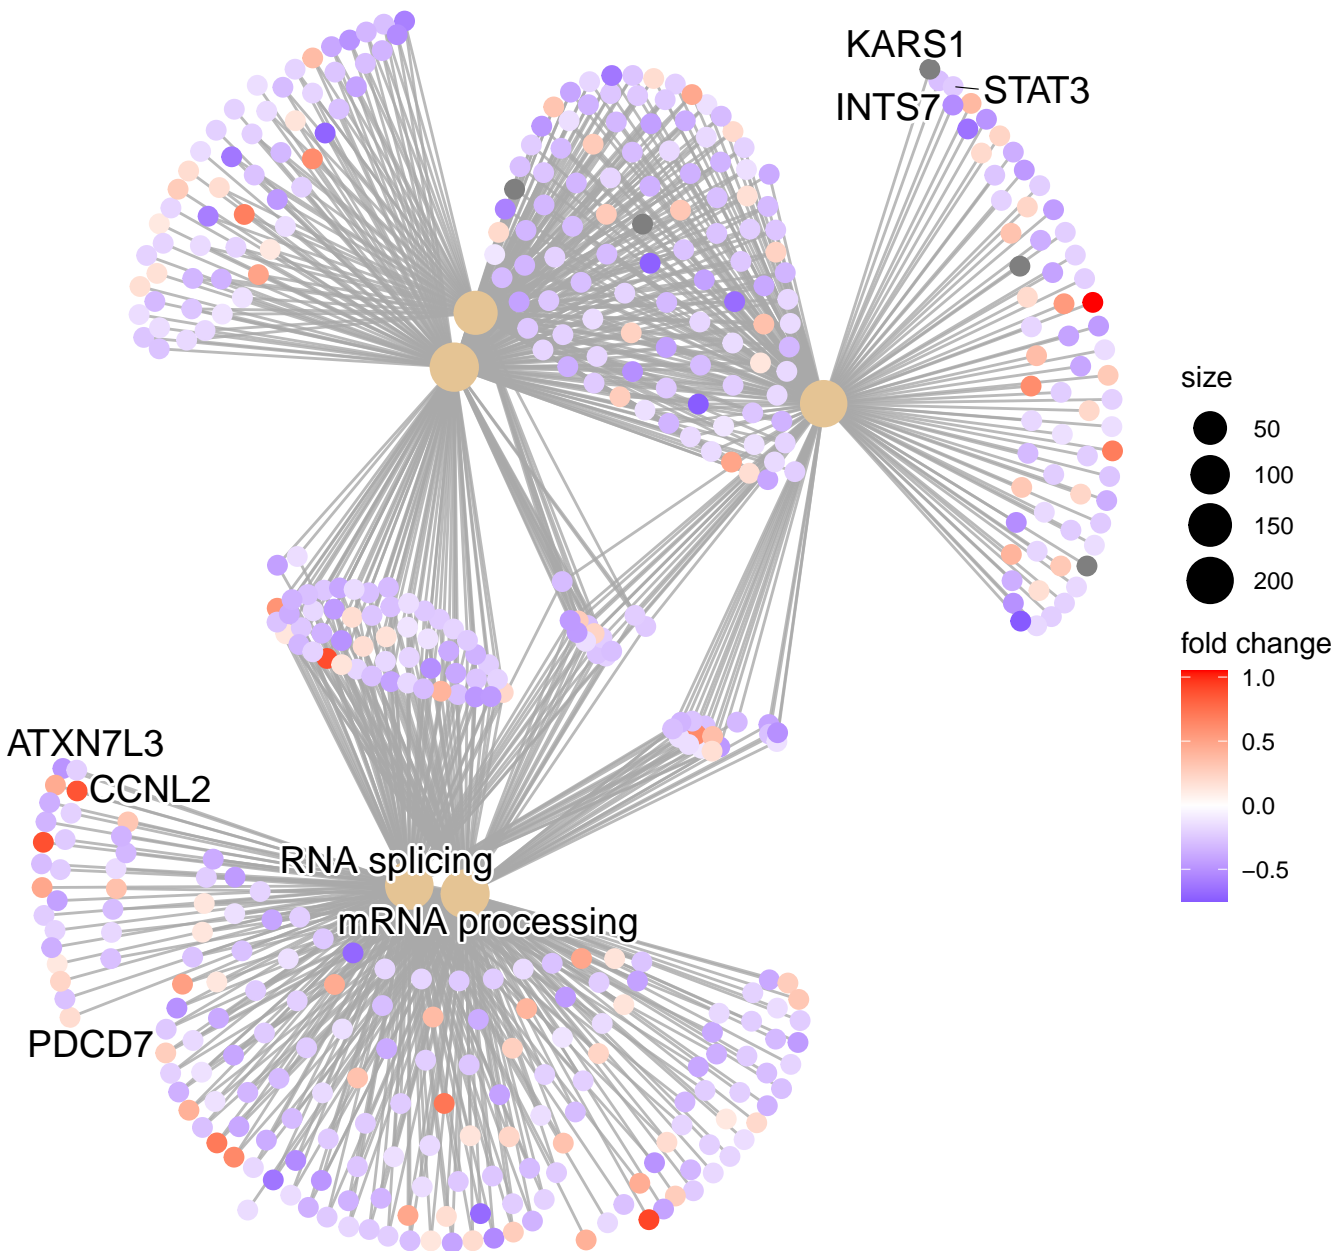 KARS1
STAT3
INTS7
size
50
100
150
200
fold change
1.0
0.5
0.0
−0.5
ATXN7L3
CCNL2
RNA splicing
mRNA processing
PDCD7